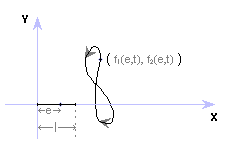 Y
( f₁(e,t), f₂(e,t) )
X
e
l